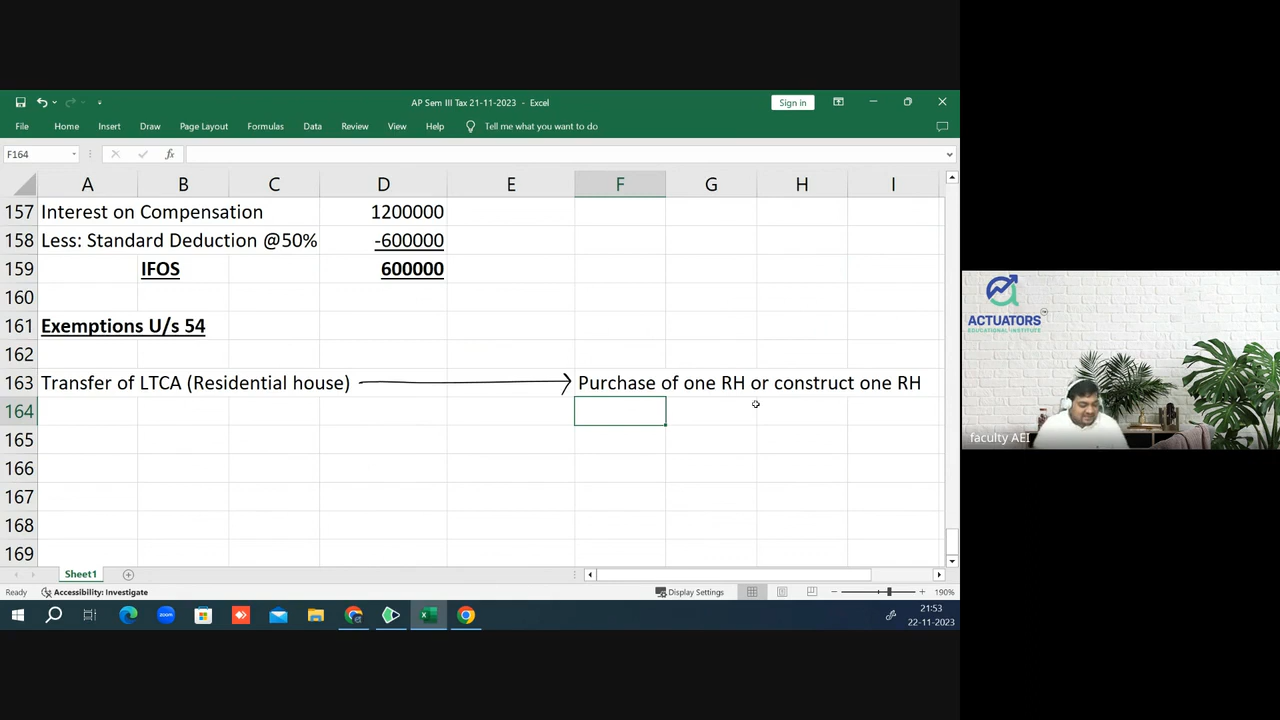 AP Sem III Tax 21-11-2023 - Excel
Sign in
File Home Insert Draw Page Layout Formulas Data Review View Help Tell me what you want to do
F164 fx
A B C D E F G H I
157 Interest on Compensation 1200000
158 Less: Standard Deduction @50% -600000
159 IFOS 600000
160
161 Exemptions U/s 54
162
163 Transfer of LTCA (Residential house) Purchase of one RH or construct one RH
164
165
166
167
168
169
Sheet1
Ready Accessibility: Investigate Display Settings 190%
zoom
21:53
22-11-2023
ACTUATORS
EDUCATIONAL INSTITUTE
faculty AEI